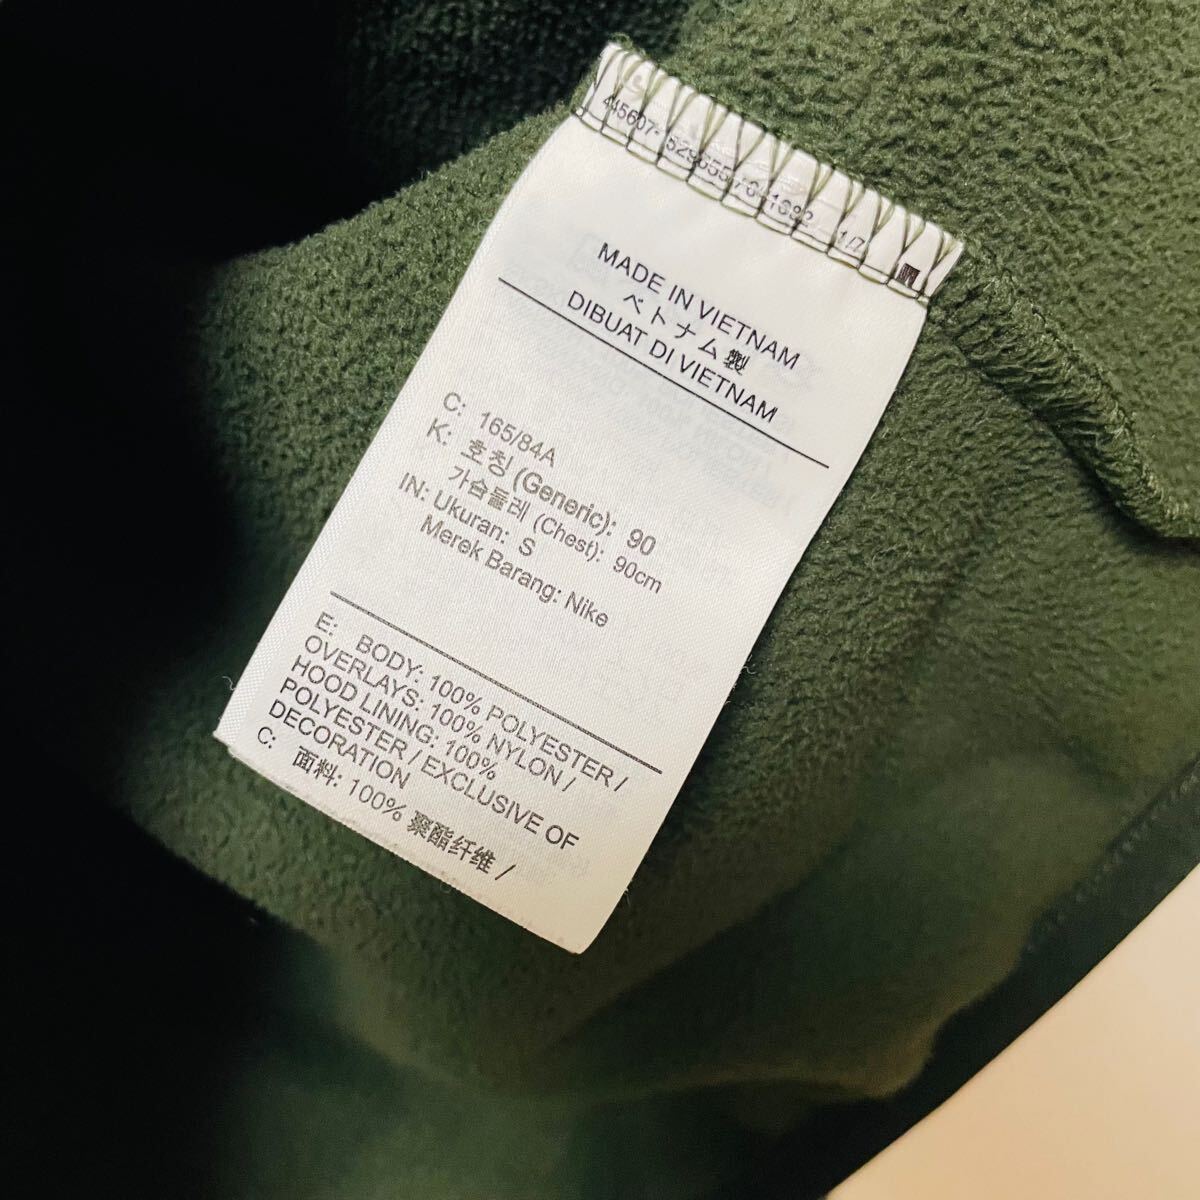 MADE IN VIETNAM
ベトナム製
DIBUAT DI VIETNAM
C: 165/84A
K: 호칭 (Generic): 90
가슴둘레 (Chest): 90cm
IN: Ukuran: S
Merek Barang: Nike
E: BODY: 100% POLYESTER /
OVERLAYS: 100% NYLON /
HOOD LINING: 100%
POLYESTER / EXCLUSIVE OF
DECORATION
C: 面料: 100% 聚酯纤维 /